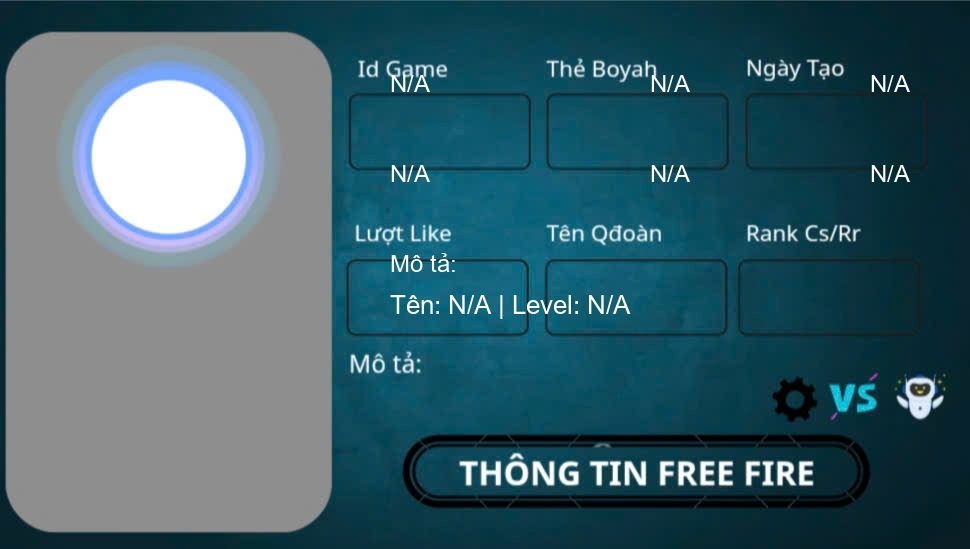 Id Game Thẻ Boyah Ngày Tạo
N/A N/A N/A
N/A N/A N/A
Lượt Like Tên Qđoàn Rank Cs/Rr
Mô tả:
Tên: N/A | Level: N/A
Mô tả:
VS
THÔNG TIN FREE FIRE